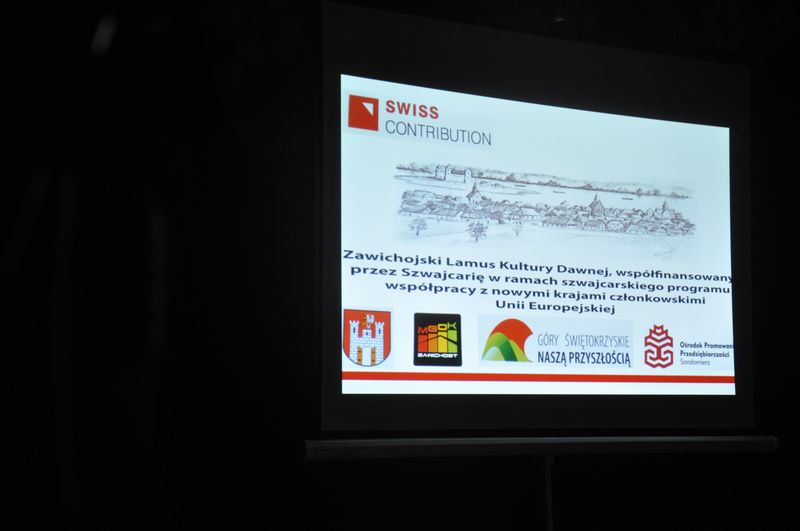 SWISS
CONTRIBUTION
Zawichojski Lamus Kultury Dawnej, współfinansowany
przez Szwajcarię w ramach szwajcarskiego programu
współpracy z nowymi krajami członkowskimi
Unii Europejskiej
MGOK
ZAWICHOST
GÓRY ŚWIĘTOKRZYSKIE
NASZĄ PRZYSZŁOŚCIĄ
Ośrodek Promowani
Przedsiębiorczości
Sandomierz